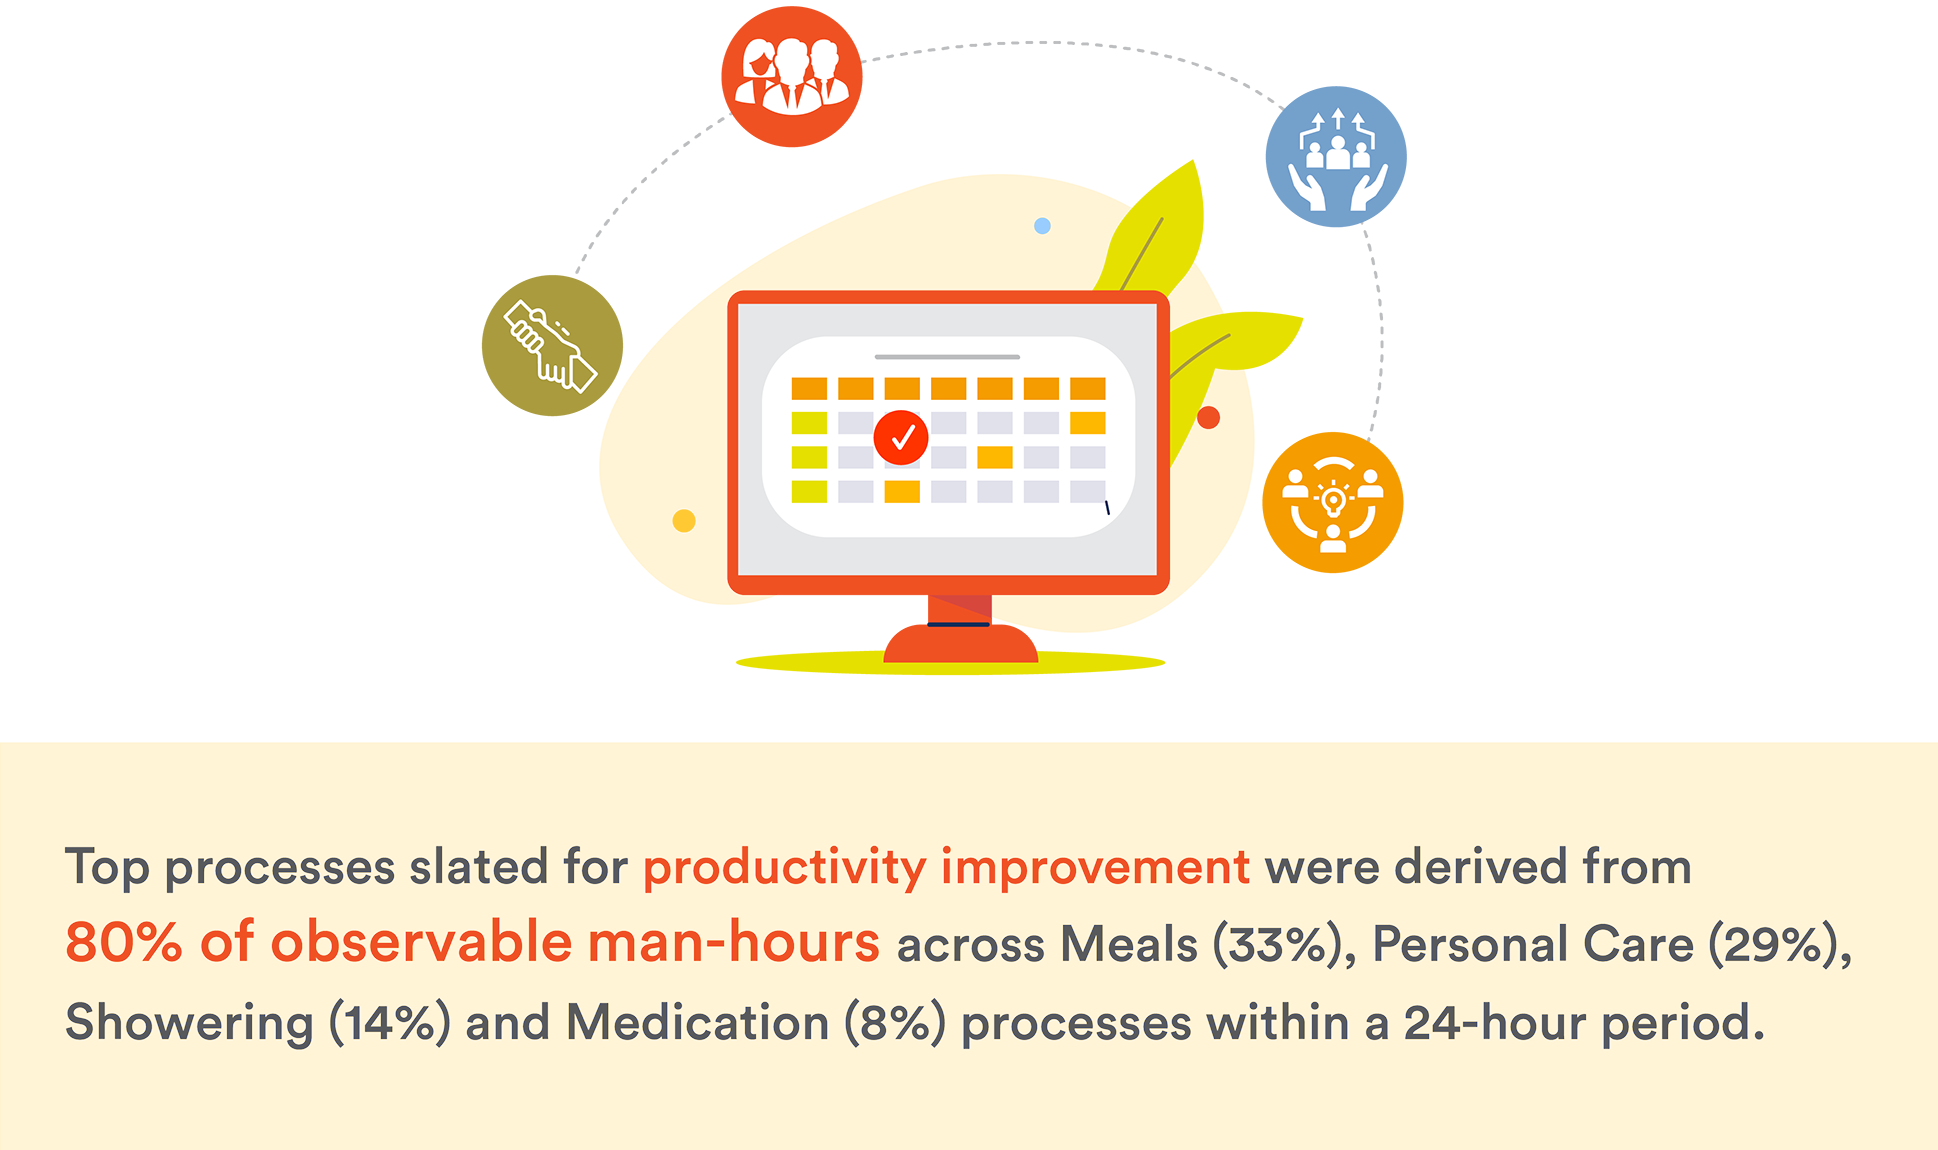 Top processes slated for productivity improvement were derived from
80% of observable man-hours across Meals (33%), Personal Care (29%),
Showering (14%) and Medication (8%) processes within a 24-hour period.